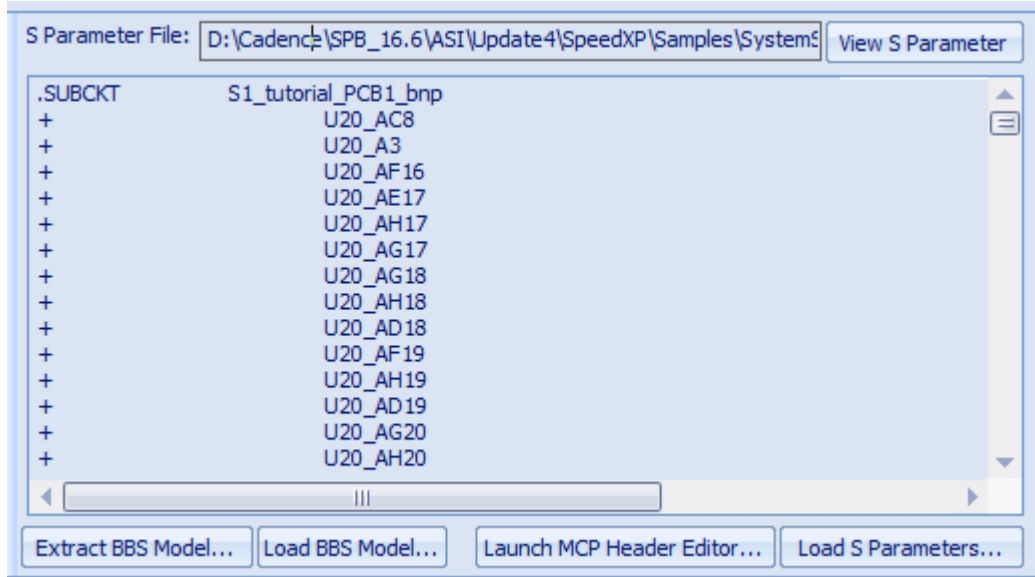 S Parameter File: D:\Cadence\SPB_16.6\ASI\Update4\SpeedXP\Samples\SystemS View S Parameter
.SUBCKT S1_tutorial_PCB1_bnp
+ U20_AC8
+ U20_A3
+ U20_AF16
+ U20_AE17
+ U20_AH17
+ U20_AG17
+ U20_AG18
+ U20_AH18
+ U20_AD18
+ U20_AF19
+ U20_AH19
+ U20_AD19
+ U20_AG20
+ U20_AH20
Extract BBS Model... Load BBS Model... Launch MCP Header Editor... Load S Parameters...